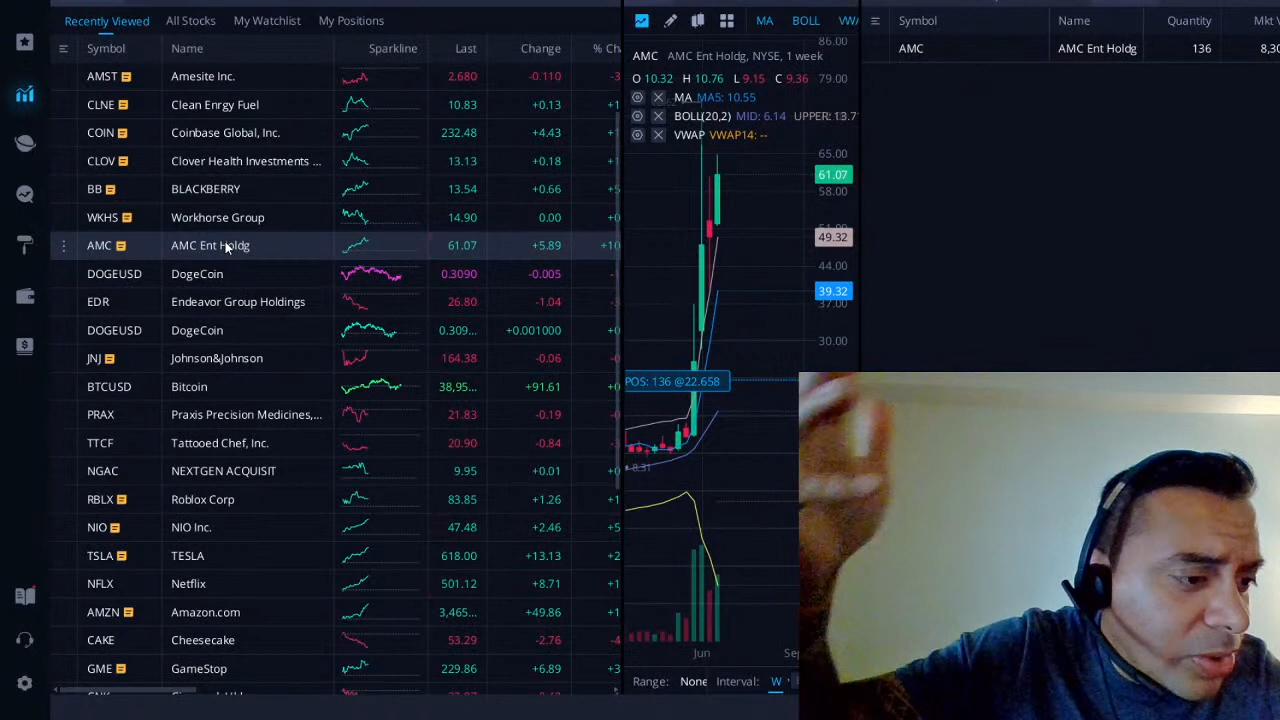 Recently Viewed All Stocks My Watchlist My Positions
Symbol Name Sparkline Last Change
AMST Amesite Inc. 2.680 -0.110
CLNE Clean Enrgy Fuel 10.83 +0.13
COIN Coinbase Global, Inc. 232.48 +4.43
CLOV Clover Health Investments ... 13.13 +0.18
BB BLACKBERRY 13.54 +0.66
WKHS Workhorse Group 14.90 0.00
AMC AMC Ent Holdg 61.07 +5.89
DOGEUSD DogeCoin 0.3090 -0.005
EDR Endeavor Group Holdings 26.80 -1.04
DOGEUSD DogeCoin 0.309... +0.001000
JNJ Johnson&Johnson 164.38 -0.06
BTCUSD Bitcoin 38,95... +91.61
PRAX Praxis Precision Medicines,... 21.83 -0.19
TTCF Tattooed Chef, Inc. 20.90 -0.84
NGAC NEXTGEN ACQUISIT 9.95 +0.01
RBLX Roblox Corp 83.85 +1.26
NIO NIO Inc. 47.48 +2.46
TSLA TESLA 618.00 +13.13
NFLX Netflix 501.12 +8.71
AMZN Amazon.com 3,465... +49.86
CAKE Cheesecake 53.29 -2.76
GME GameStop 229.86 +6.89
MA BOLL
AMC AMC Ent Holdg, NYSE, 1 week
O 10.32 H 10.76 L 9.15 C 9.36
MA MA5: 10.55
BOLL(20,2) MID: 6.14 UPPER: 13.7
VWAP VWAP14: --
86.00
79.00
65.00
61.07
58.00
49.32
44.00
39.32
37.00
30.00
POS: 136 @22.658
8.31
Jun
Range: None Interval: W
Symbol Name Quantity
AMC AMC Ent Holdg 136